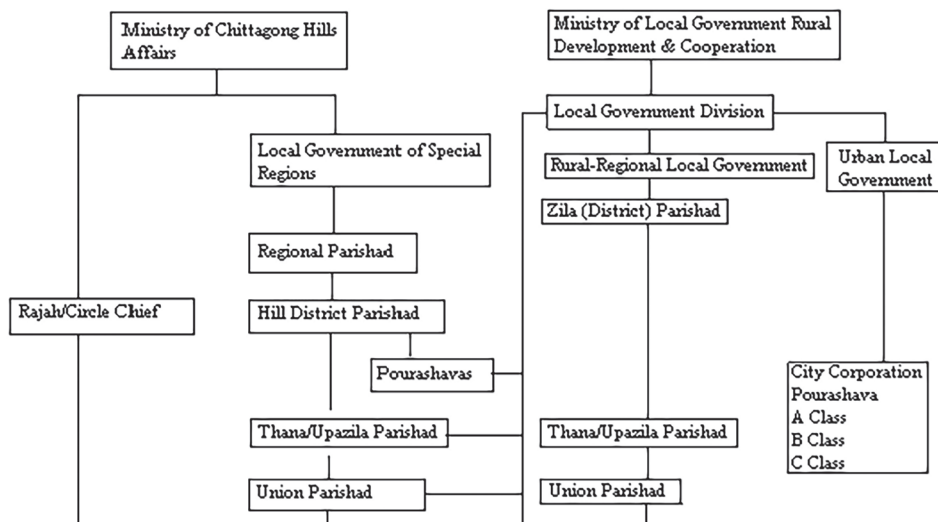 Ministry of Chittagong Hills
Affairs
Ministry of Local Government Rural
Development & Cooperation
Local Government Division
Local Government of Special
Regions
Rural-Regional Local Government
Urban Local
Government
Zila (District) Parishad
Regional Parishad
Rajah/Circle Chief
Hill District Parishad
Pourashavas
City Corporation
Pourashava
A Class
B Class
C Class
Thana/Upazila Parishad
Thana/Upazila Parishad
Union Parishad
Union Parishad